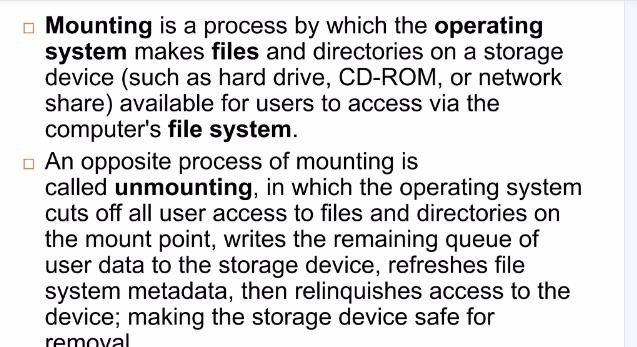 Mounting is a process by which the operating
system makes files and directories on a storage
device (such as hard drive, CD-ROM, or network
share) available for users to access via the
computer's file system.
An opposite process of mounting is
called unmounting, in which the operating system
cuts off all user access to files and directories on
the mount point, writes the remaining queue of
user data to the storage device, refreshes file
system metadata, then relinquishes access to the
device; making the storage device safe for
removal